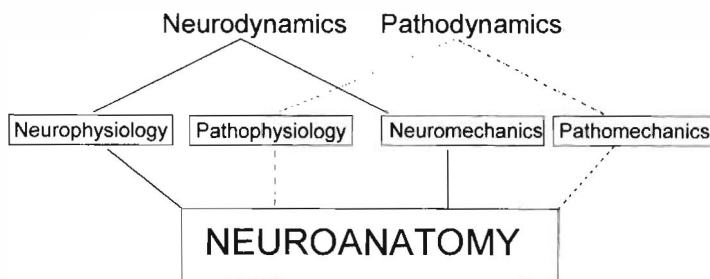 Neurodynamics Pathodynamics
Neurophysiology Pathophysiology Neuromechanics Pathomechanics
NEUROANATOMY